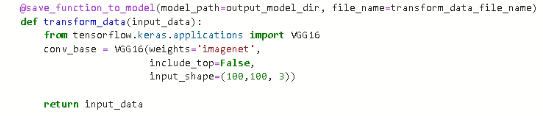 @save_function_to_model(model_path=output_model_dir, file_name=transform_data_file_name)
def transform_data(input_data):
    from tensorflow.keras.applications import VGG16
    conv_base = VGG16(weights='imagenet',
                      include_top=False,
                      input_shape=(100,100, 3))
    return input_data